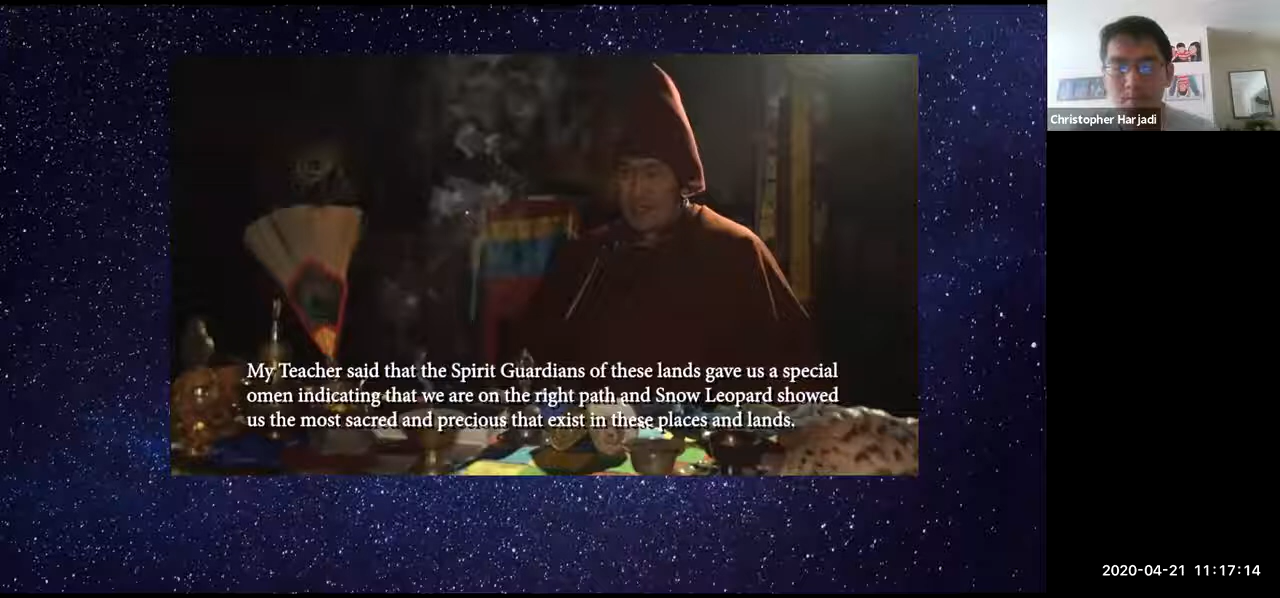 Christopher Harjadi
My Teacher said that the Spirit Guardians of these lands gave us a special
omen indicating that we are on the right path and Snow Leopard showed
us the most sacred and precious that exist in these places and lands.
2020-04-21 11:17:14